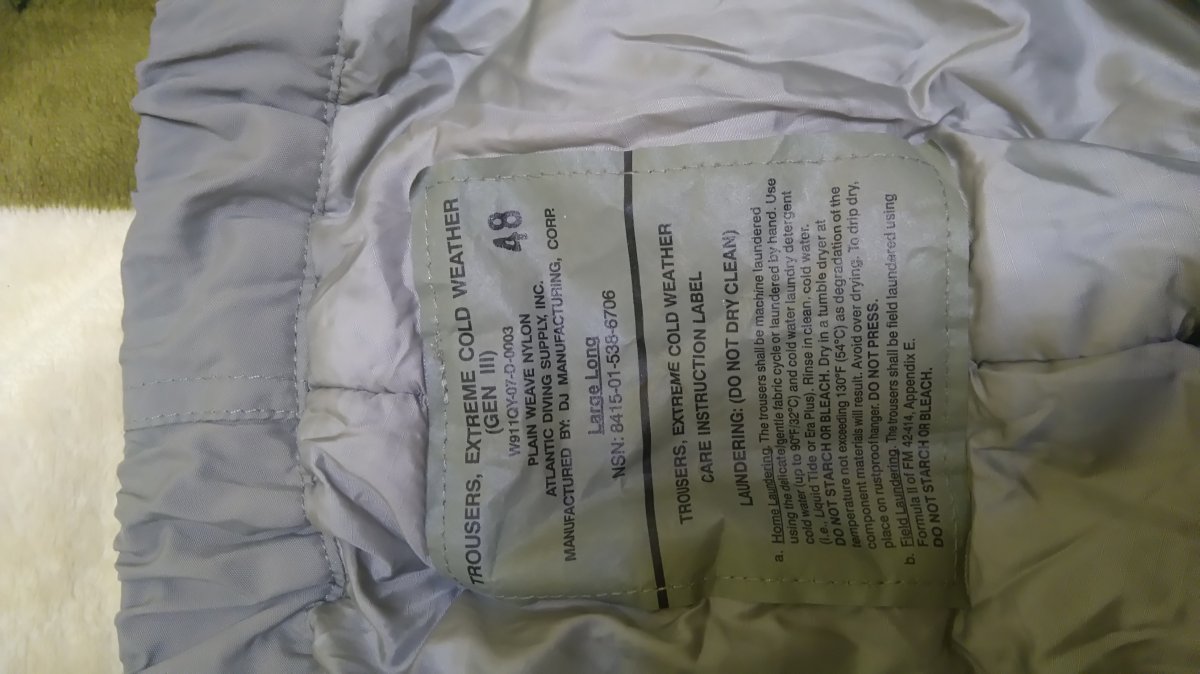 TROUSERS, EXTREME COLD WEATHER
(GEN III)
W911QY-07-D-0003
48
PLAIN WEAVE NYLON
ATLANTIC DIVING SUPPLY, INC.
MANUFACTURED BY: DJ MANUFACTURING, CORP.
Large Long
NSN: 8415-01-538-6706
TROUSERS, EXTREME COLD WEATHER
CARE INSTRUCTION LABEL
LAUNDERING: (DO NOT DRY CLEAN)
a. Home Laundering. The trousers shall be machine laundered
using the delicate/gentle fabric cycle or laundered by hand. Use
cold water (up to 90°F/32°C) and cold water laundry detergent
(i.e., Liquid Tide or Era Plus). Rinse in clean, cold water.
DO NOT STARCH OR BLEACH. Dry in a tumble dryer at
temperature not exceeding 130°F (54°C) as degradation of the
component materials will result. Avoid over drying. To drip dry,
place on rustproof hanger. DO NOT PRESS.
b. Field Laundering. The trousers shall be field laundered using
Formula II of FM 42-414, Appendix E.
DO NOT STARCH OR BLEACH.